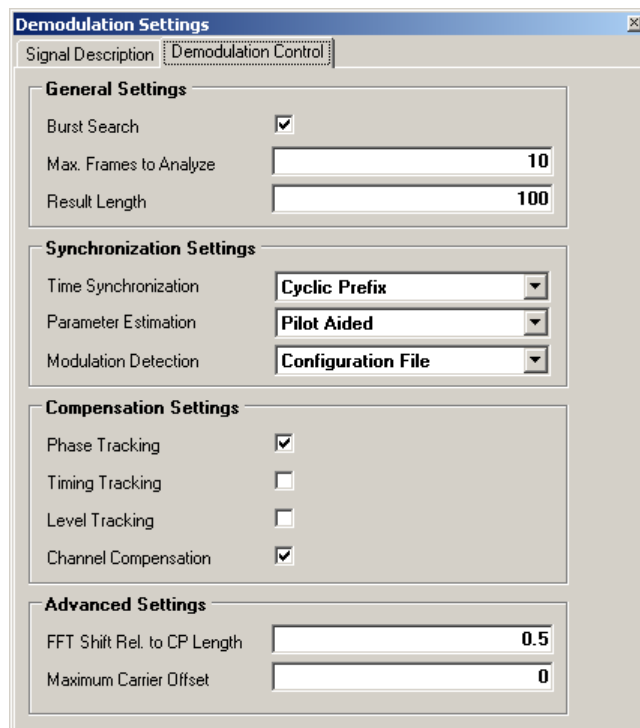 Demodulation Settings
Signal Description Demodulation Control
General Settings
Burst Search
Max. Frames to Analyze 10
Result Length 100
Synchronization Settings
Time Synchronization Cyclic Prefix
Parameter Estimation Pilot Aided
Modulation Detection Configuration File
Compensation Settings
Phase Tracking
Timing Tracking
Level Tracking
Channel Compensation
Advanced Settings
FFT Shift Rel. to CP Length 0.5
Maximum Carrier Offset 0